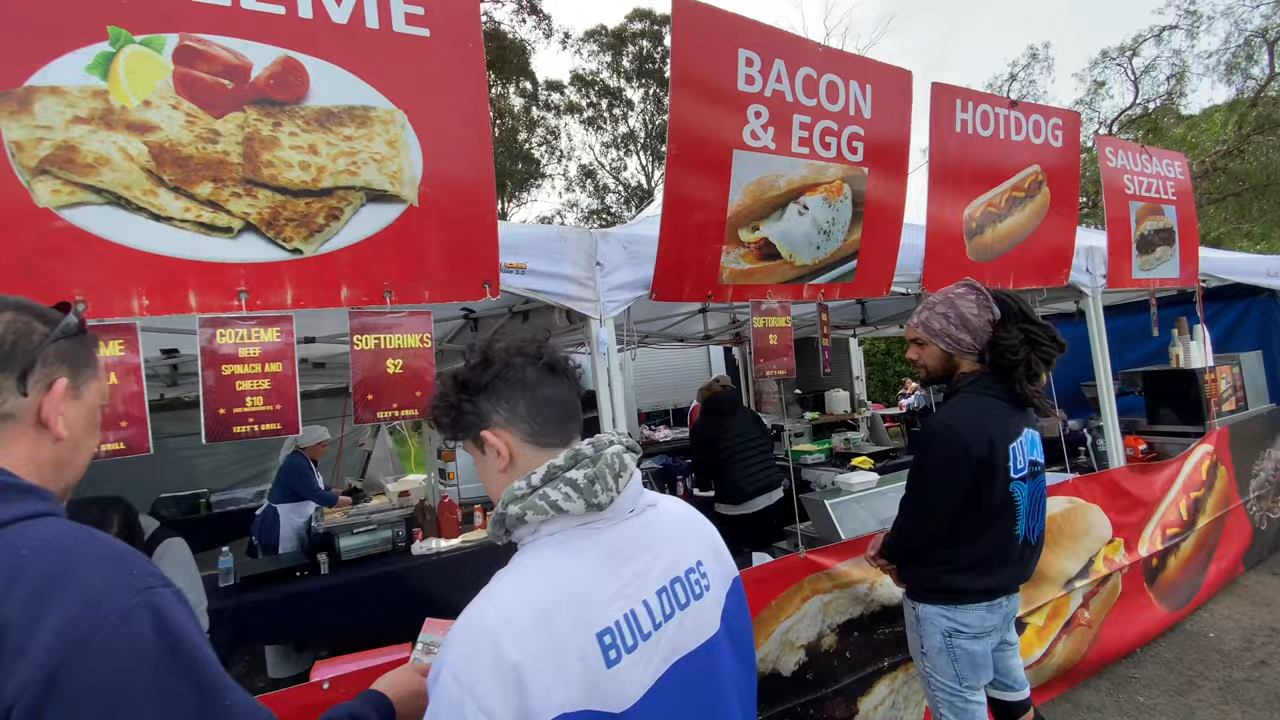 ZLEME
BACON
& EGG
HOTDOG
SAUSAGE
SIZZLE
GOZLEME
BEEF
SPINACH AND
CHEESE
$10
IZZY'S GRILL
SOFTDRINKS
$2
IZZY'S GRILL
SOFTDRINKS
$2
BULLDOGS